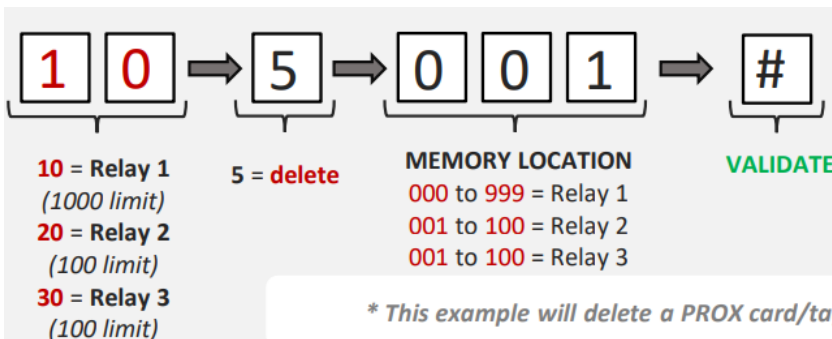 1 0 5 0 0 1 #
10 = Relay 1
(1000 limit)
20 = Relay 2
(100 limit)
30 = Relay 3
(100 limit)
5 = delete
MEMORY LOCATION
000 to 999 = Relay 1
001 to 100 = Relay 2
001 to 100 = Relay 3
VALIDATE
* This example will delete a PROX card/ta